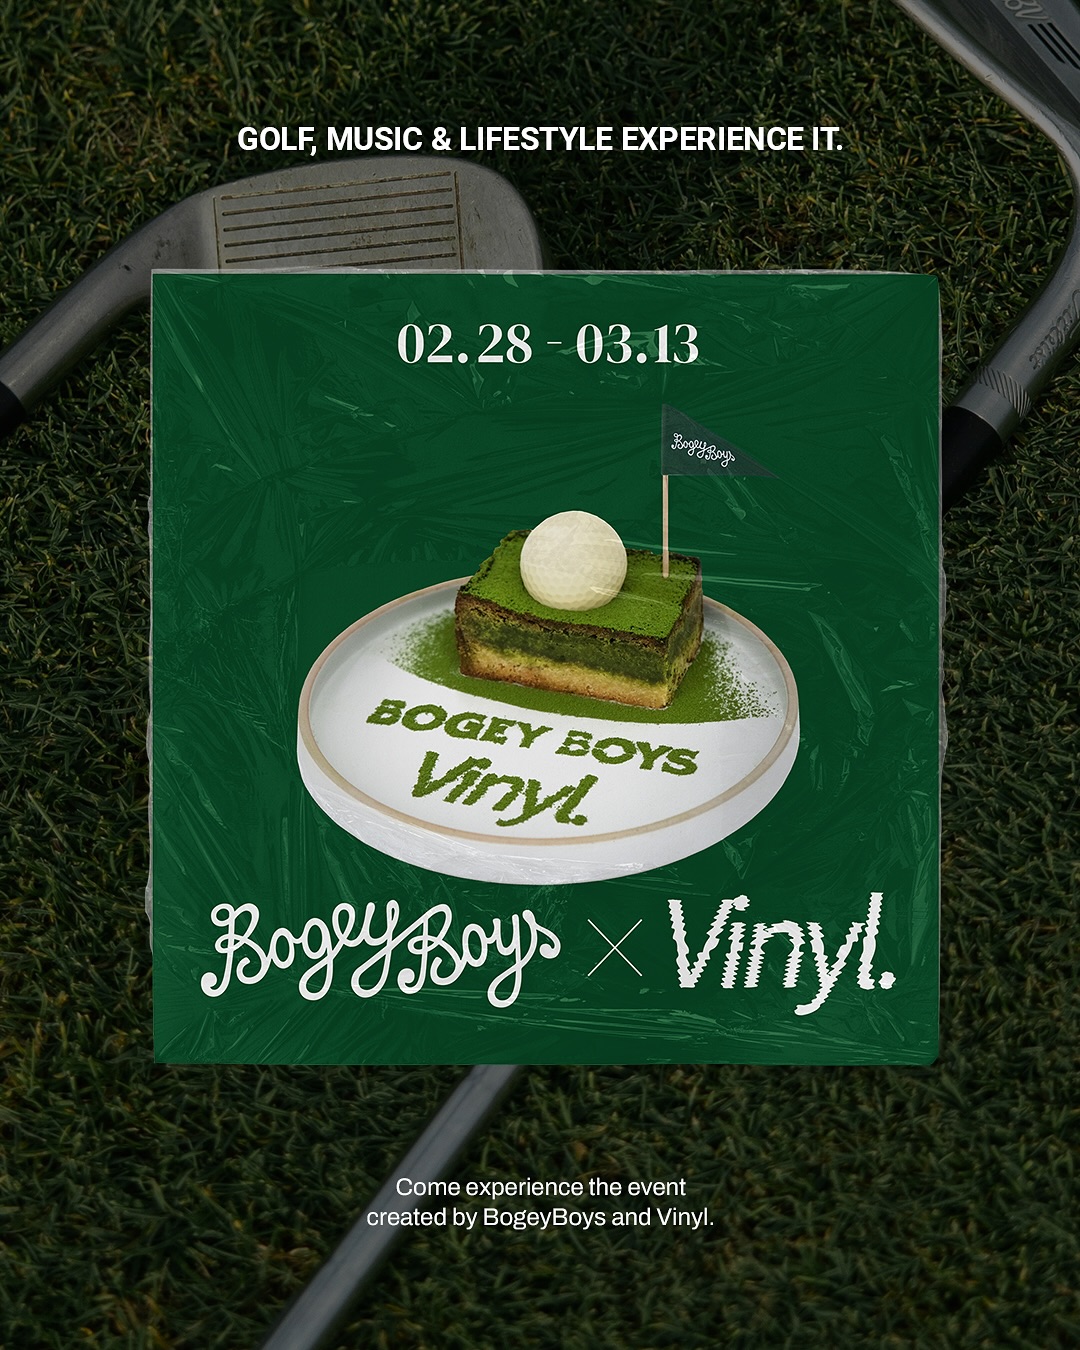 GOLF, MUSIC & LIFESTYLE EXPERIENCE IT.
02.28 - 03.13
BogeyBoys
BOGEY BOYS
Vinyl.
BogeyBoys × Vinyl.
Come experience the event
created by BogeyBoys and Vinyl.